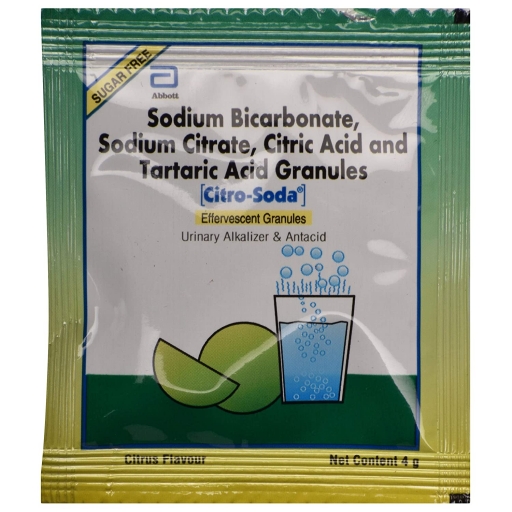 SUGAR FREE
Abbott
Sodium Bicarbonate,
Sodium Citrate, Citric Acid and
Tartaric Acid Granules
[Citro-Soda®]
Effervescent Granules
Urinary Alkalizer & Antacid
Citrus Flavour
Net Content 4 g